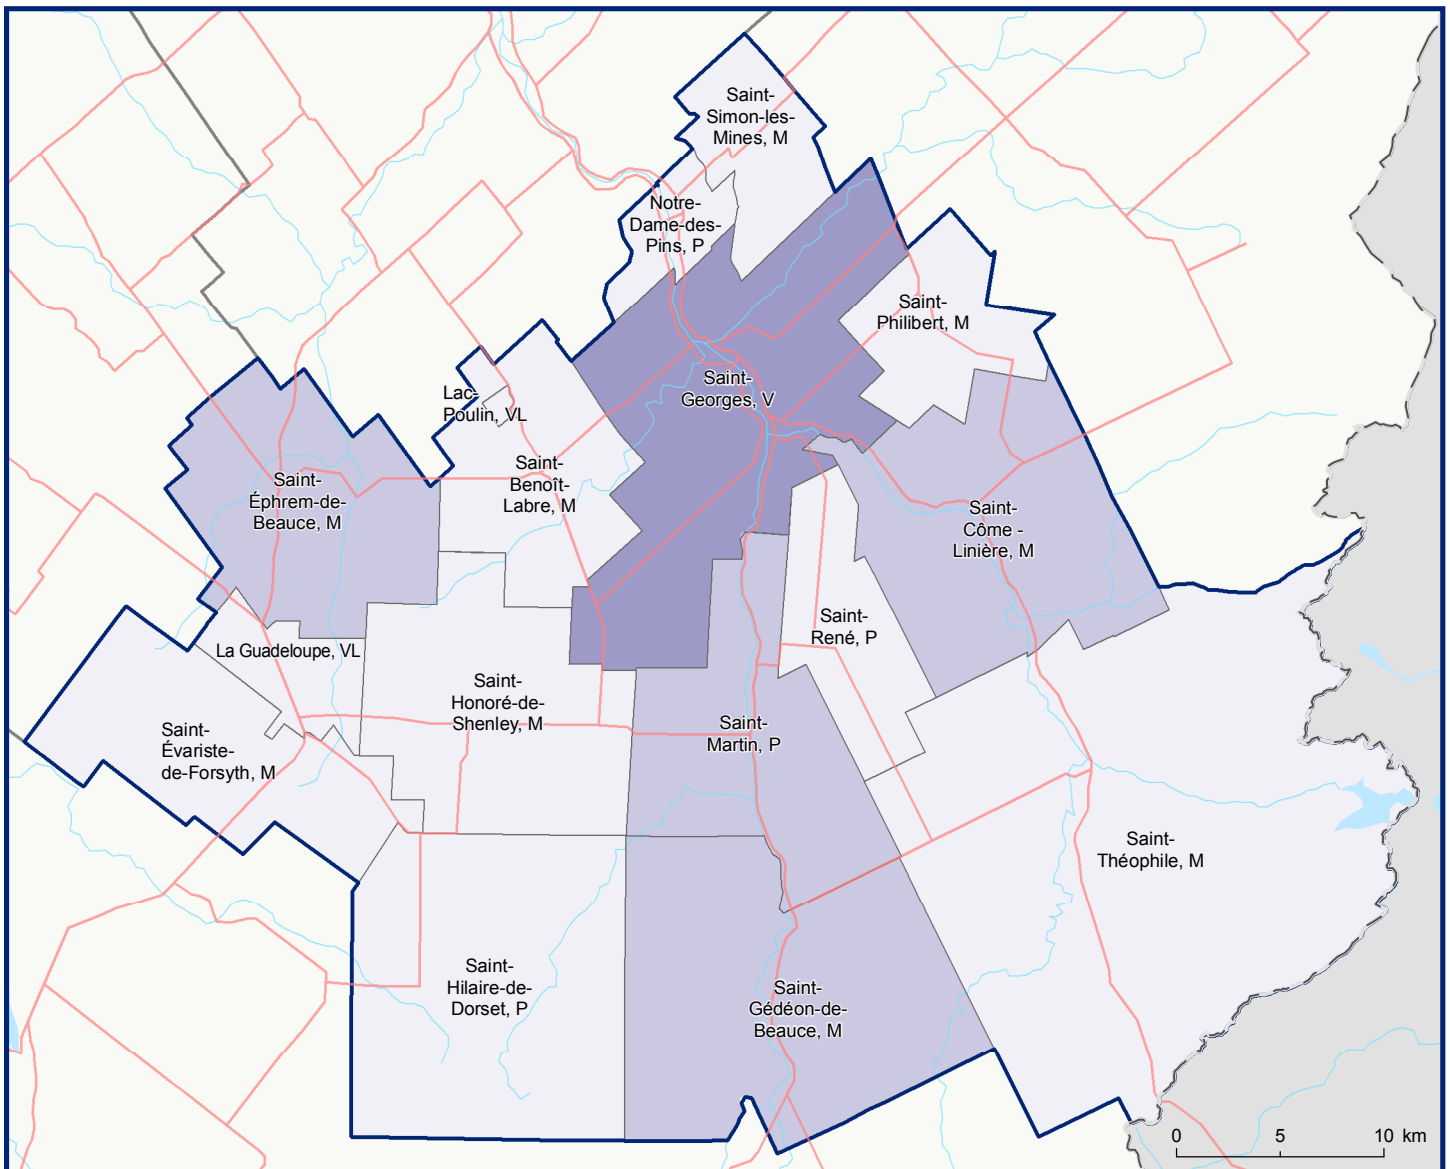 Saint-
Simon-les-
Mines, M
Notre-
Dame-des-
Pins, P
Saint-
Philibert, M
Saint-
Georges, V
Lac-
Poulin, VL
Saint-
Benoît-
Labre, M
Saint-
Éphrem-de-
Beauce, M
Saint-
Côme -
Linière, M
Saint-
René, P
La Guadeloupe, VL
Saint-
Honoré-de-
Shenley, M
Saint-
Martin, P
Saint-
Évariste-
de-Forsyth, M
Saint-
Théophile, M
Saint-
Hilaire-de-
Dorset, P
Saint-
Gédéon-de-
Beauce, M
0 5 10 km